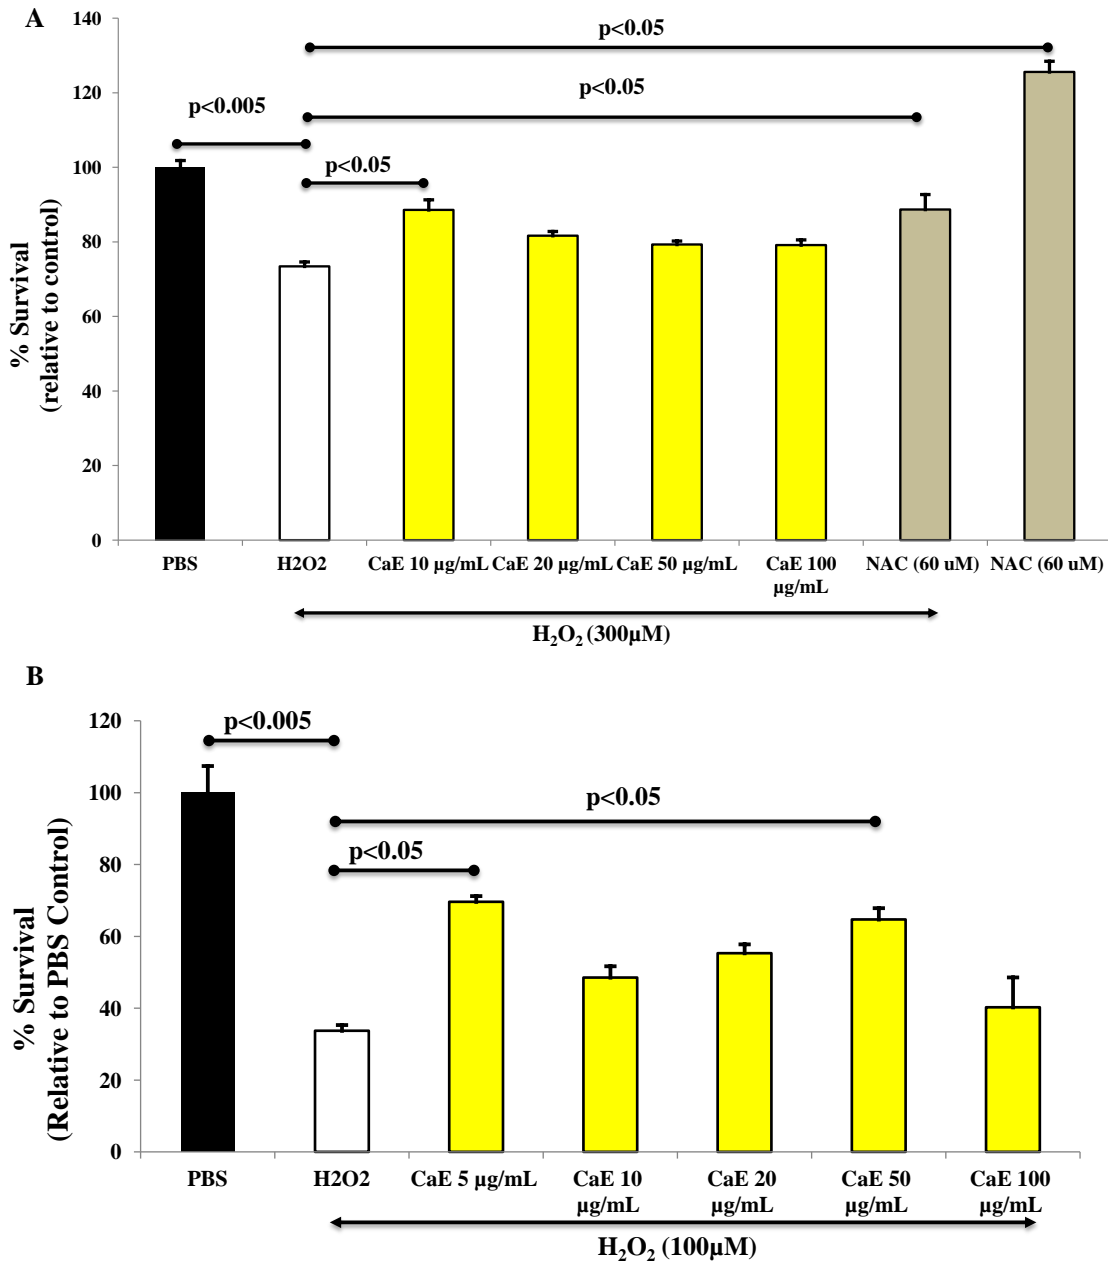 A
140
120
100
80
60
40
20
0
% Survival
(relative to control)
p<0.05
p<0.05
p<0.005
p<0.05
PBS
H2O2
CaE 10 µg/mL
CaE 20 µg/mL
CaE 50 µg/mL
CaE 100
µg/mL
NAC (60 uM)
NAC (60 uM)
H₂O₂ (300µM)
B
120
100
80
60
40
20
0
% Survival
(Relative to PBS Control)
p<0.005
p<0.05
p<0.05
PBS
H2O2
CaE 5 µg/mL
CaE 10
µg/mL
CaE 20
µg/mL
CaE 50
µg/mL
CaE 100
µg/mL
H₂O₂ (100µM)